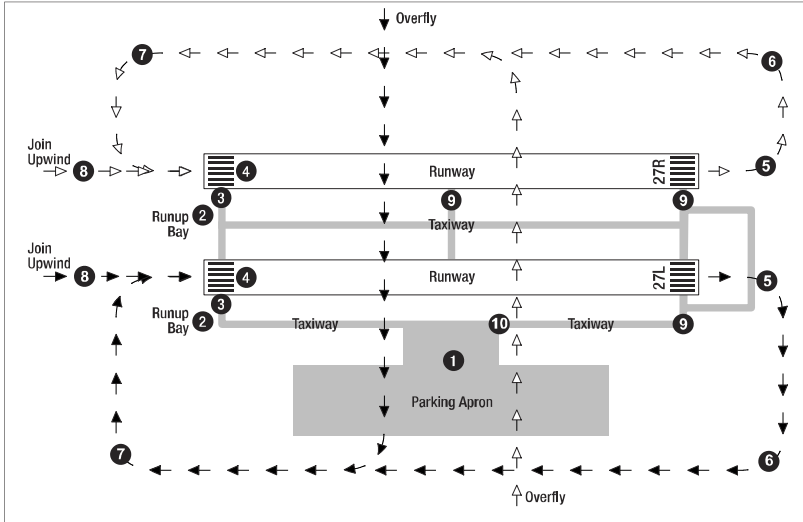 Overfly
7
6
Join
Upwind
8
4
Runway
27R
5
3
9
9
2
Runup
Bay
Taxiway
Join
Upwind
8
4
Runway
27L
5
3
2
Runup
Bay
Taxiway
10
Taxiway
9
1
Parking Apron
7
6
Overfly